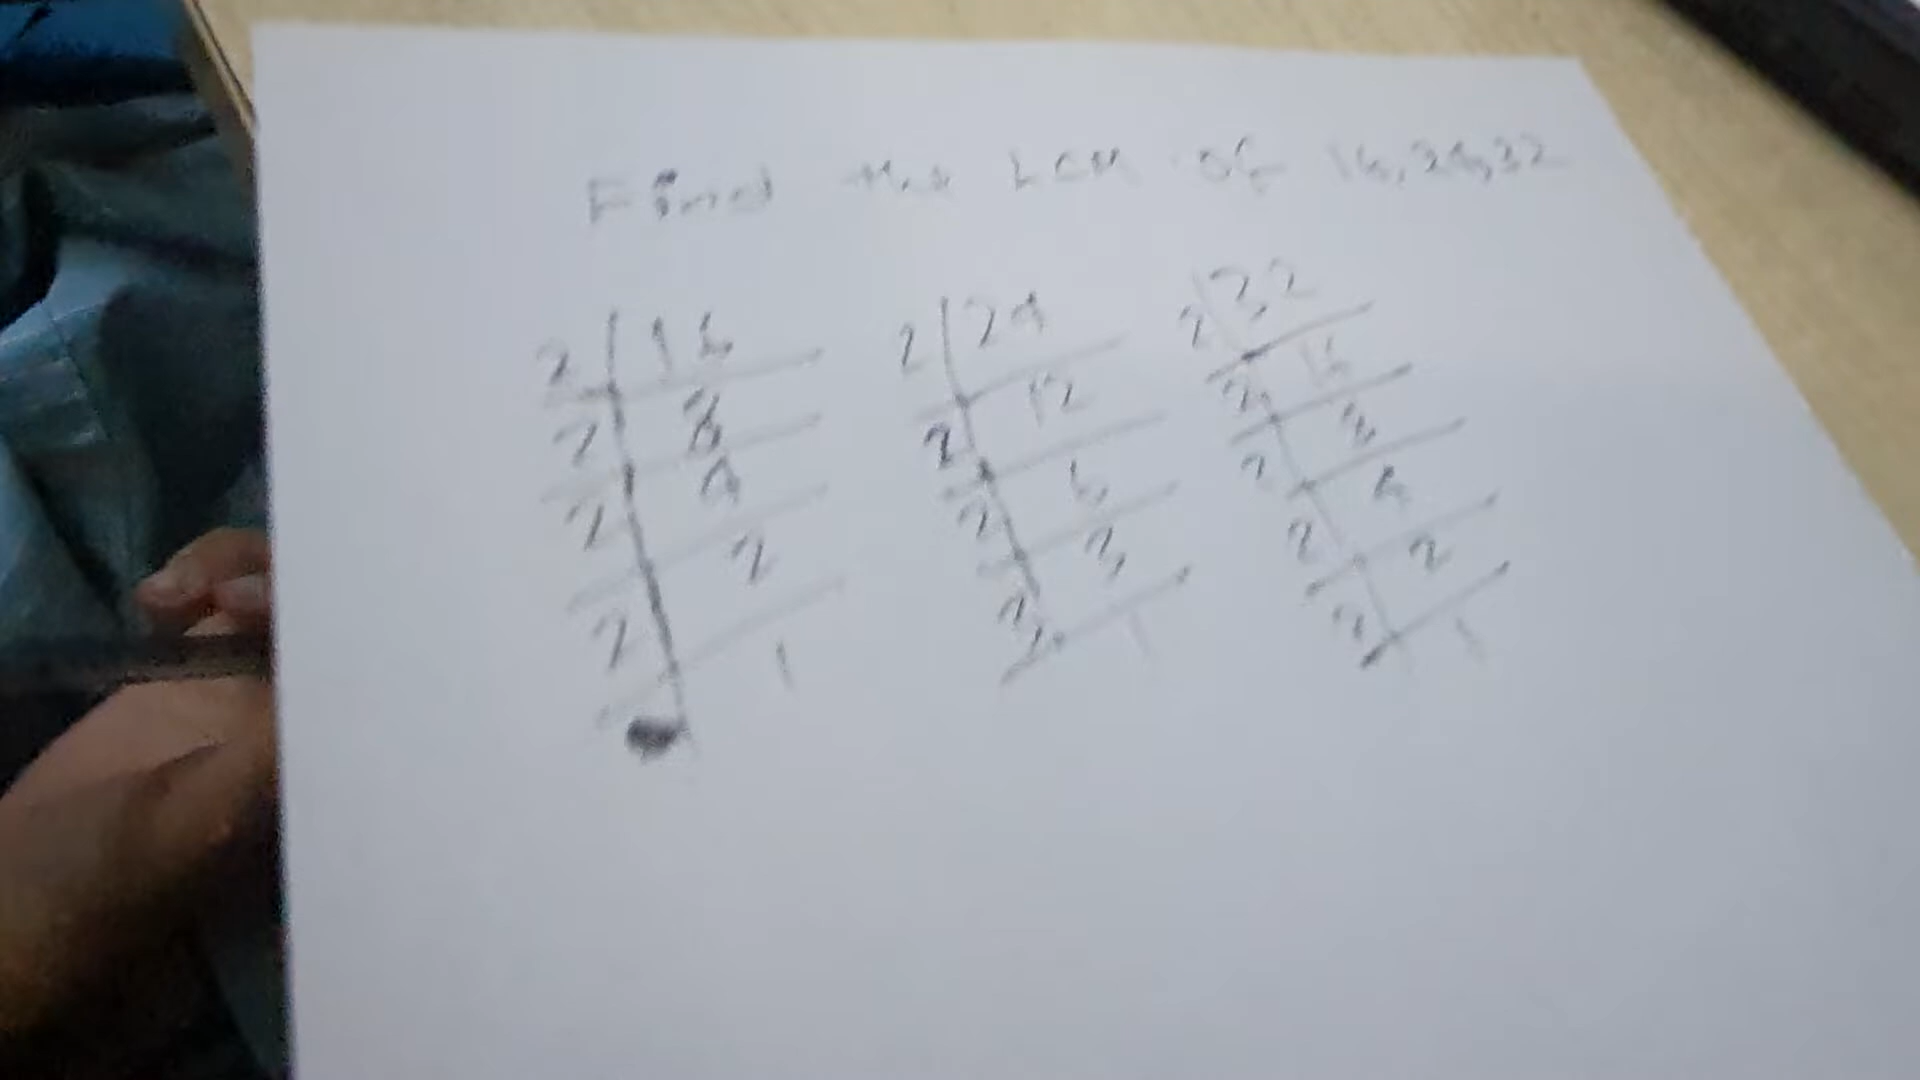 Find the LCM of 16,24,32
2 | 16   2 | 24   2 | 32
2 | 8   2 | 12   2 | 16
2 | 4   2 | 6   2 | 8
2 | 2   3 | 3   2 | 4
1   1   2 | 2
1